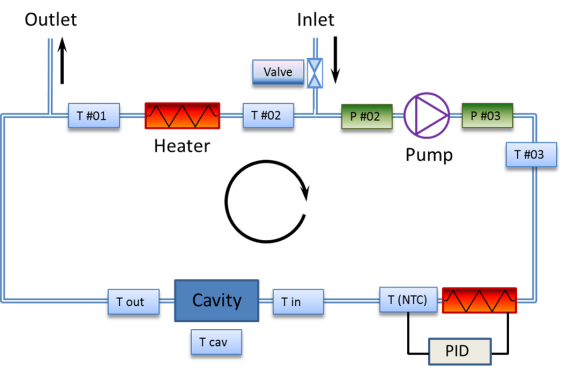 Outlet
Inlet
Valve
T #01
Heater
T #02
P #02
Pump
P #03
T #03
T out
Cavity
T in
T (NTC)
T cav
PID